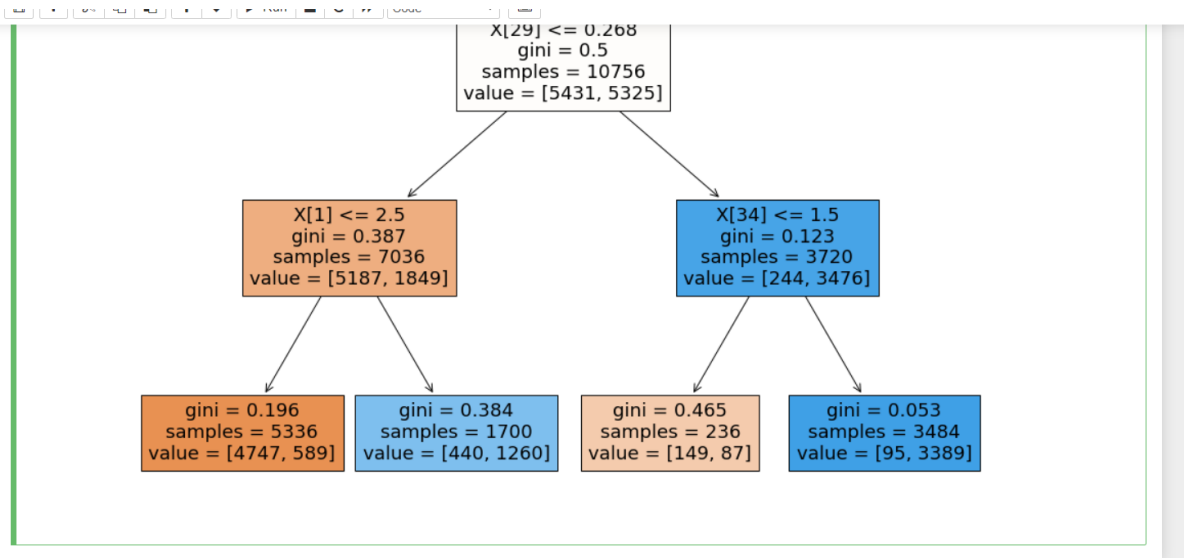 X[29] <= 0.268
gini = 0.5
samples = 10756
value = [5431, 5325]
X[1] <= 2.5
gini = 0.387
samples = 7036
value = [5187, 1849]
X[34] <= 1.5
gini = 0.123
samples = 3720
value = [244, 3476]
gini = 0.196
samples = 5336
value = [4747, 589]
gini = 0.384
samples = 1700
value = [440, 1260]
gini = 0.465
samples = 236
value = [149, 87]
gini = 0.053
samples = 3484
value = [95, 3389]